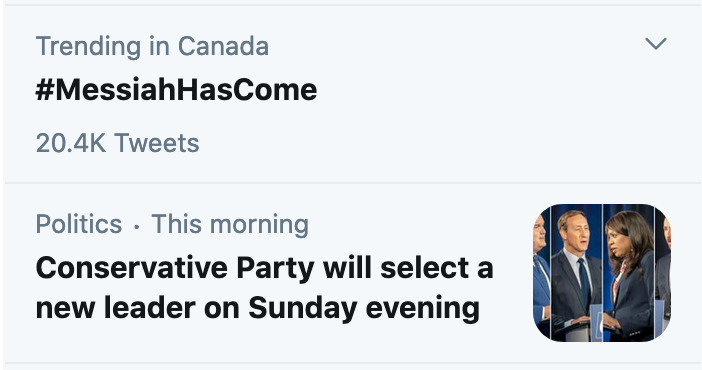 Trending in Canada
#MessiahHasCome
20.4K Tweets
Politics · This morning
Conservative Party will select a
new leader on Sunday evening